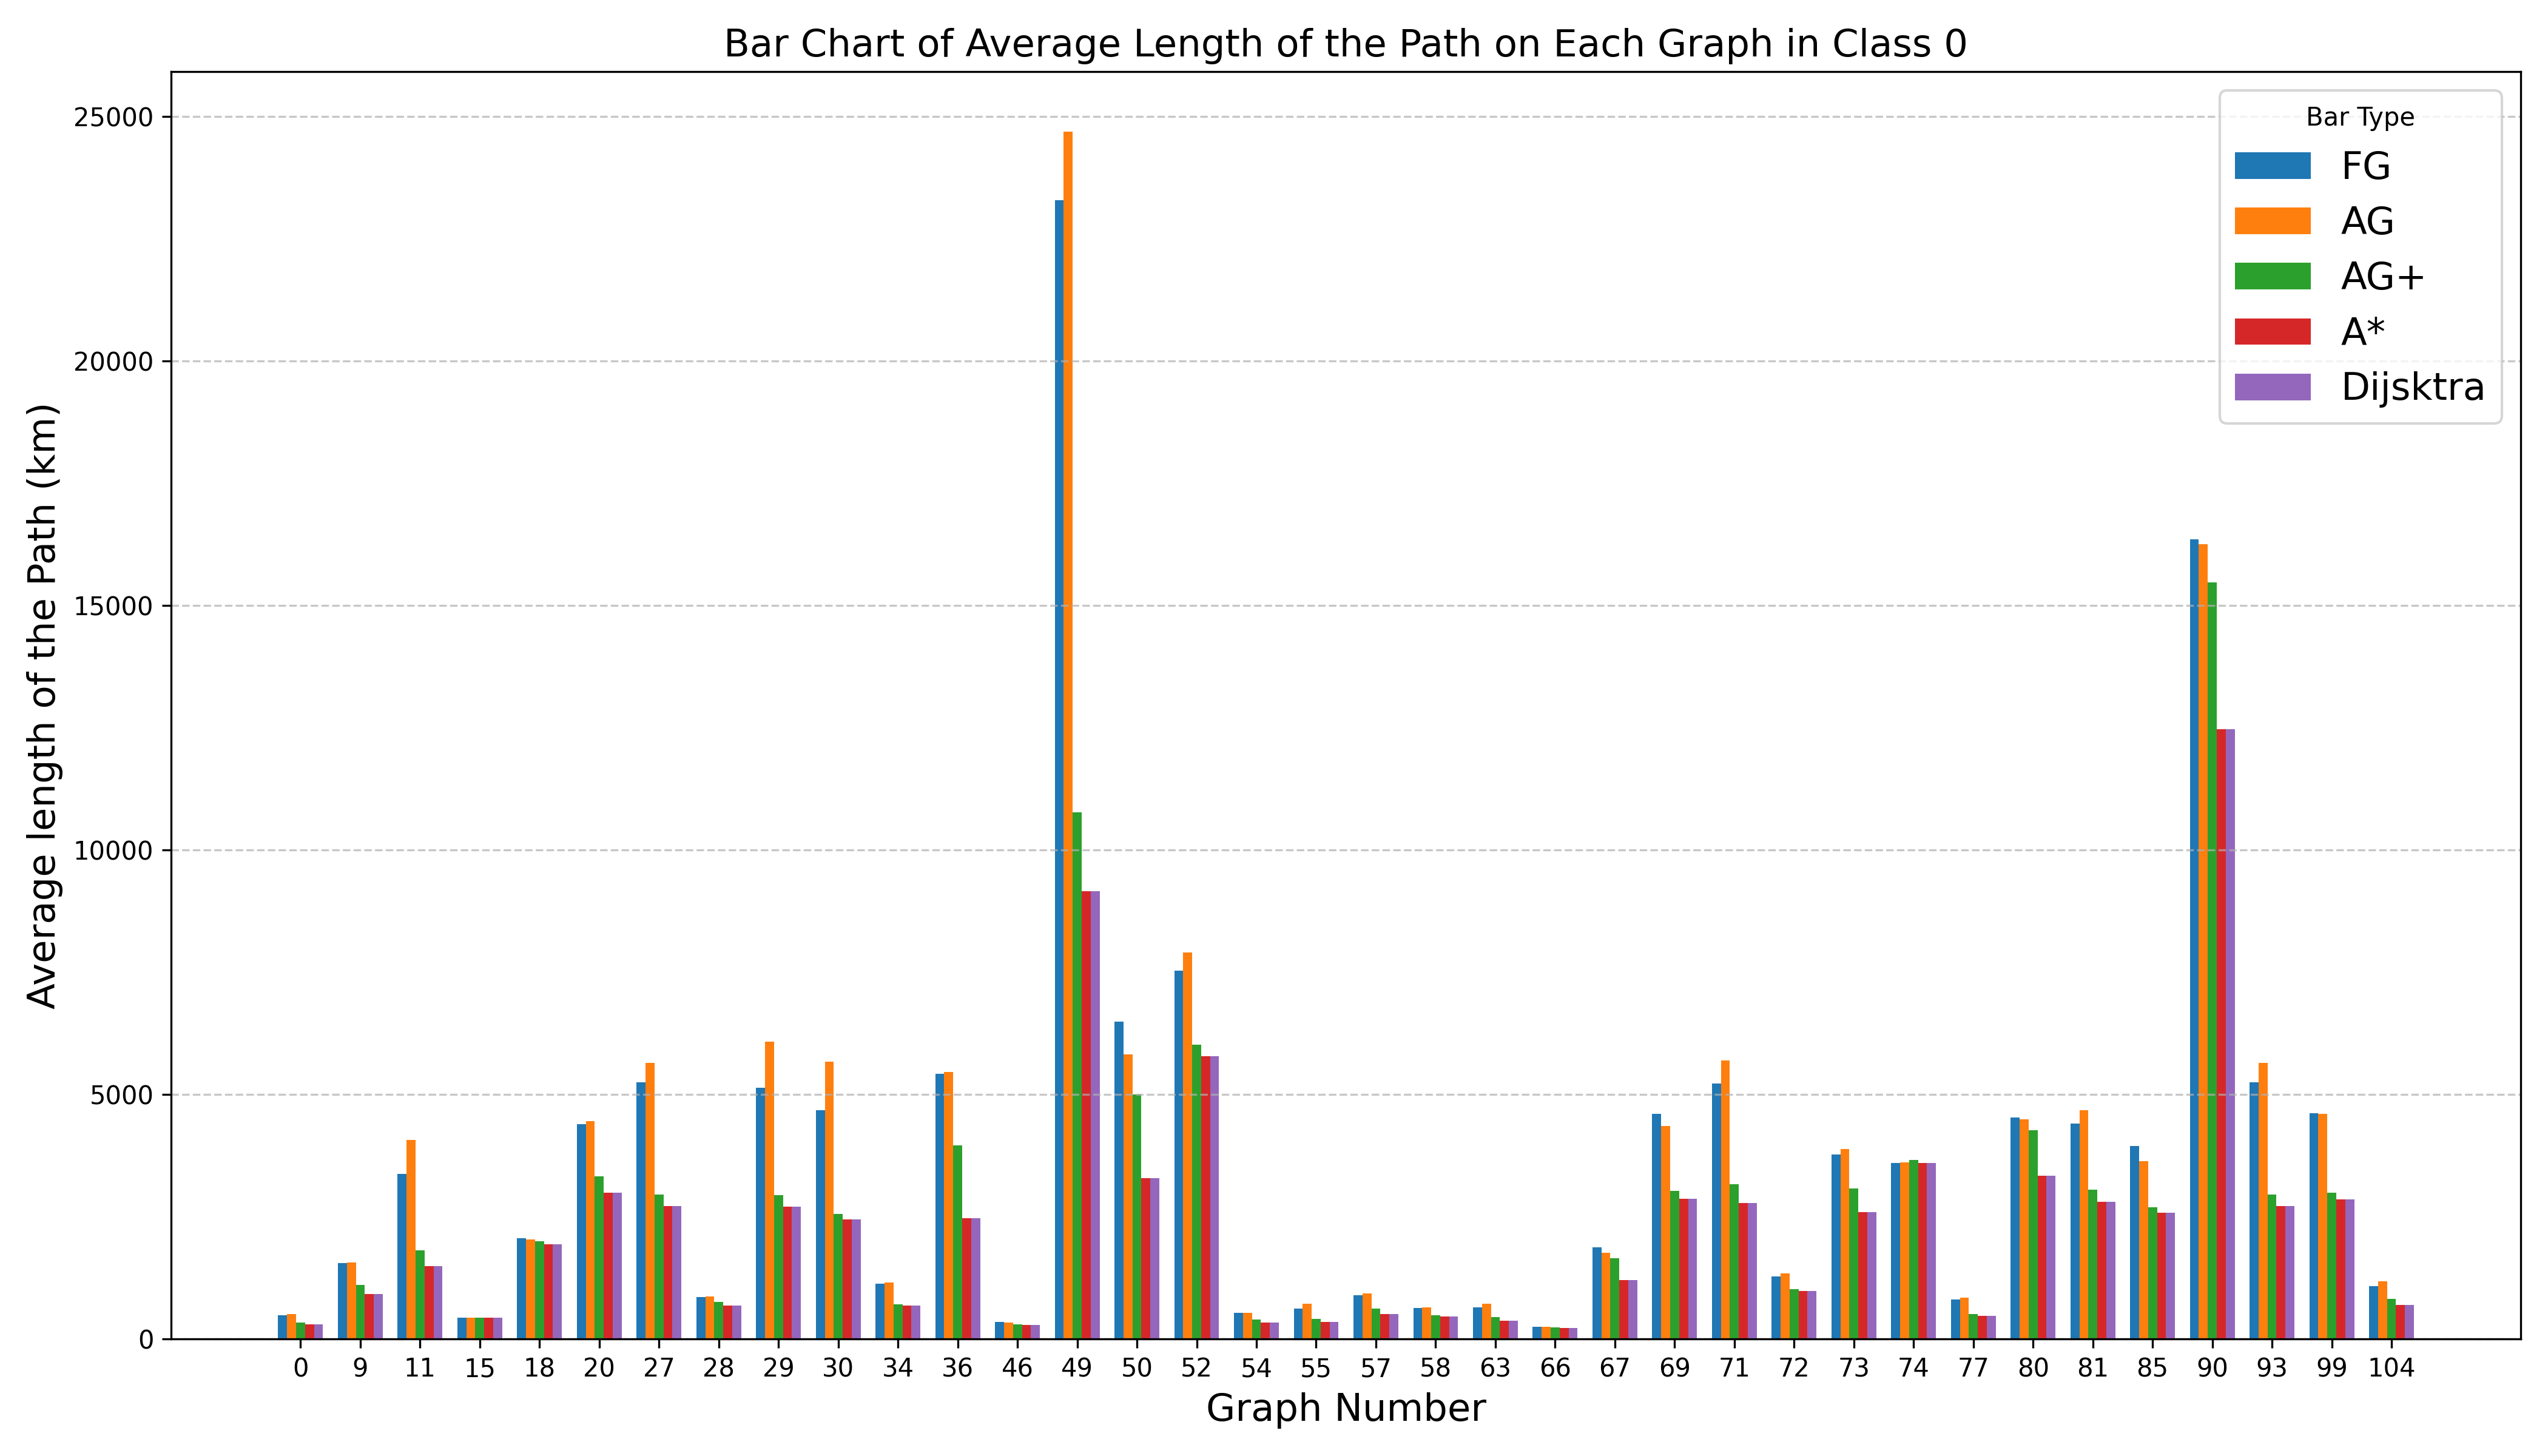 Bar Chart of Average Length of the Path on Each Graph in Class 0
Average length of the Path (km)
25000
20000
15000
10000
5000
0
Bar Type
FG
AG
AG+
A*
Dijsktra
0 9 11 15 18 20 27 28 29 30 34 36 46 49 50 52 54 55 57 58 63 66 67 69 71 72 73 74 77 80 81 85 90 93 99 104
Graph Number